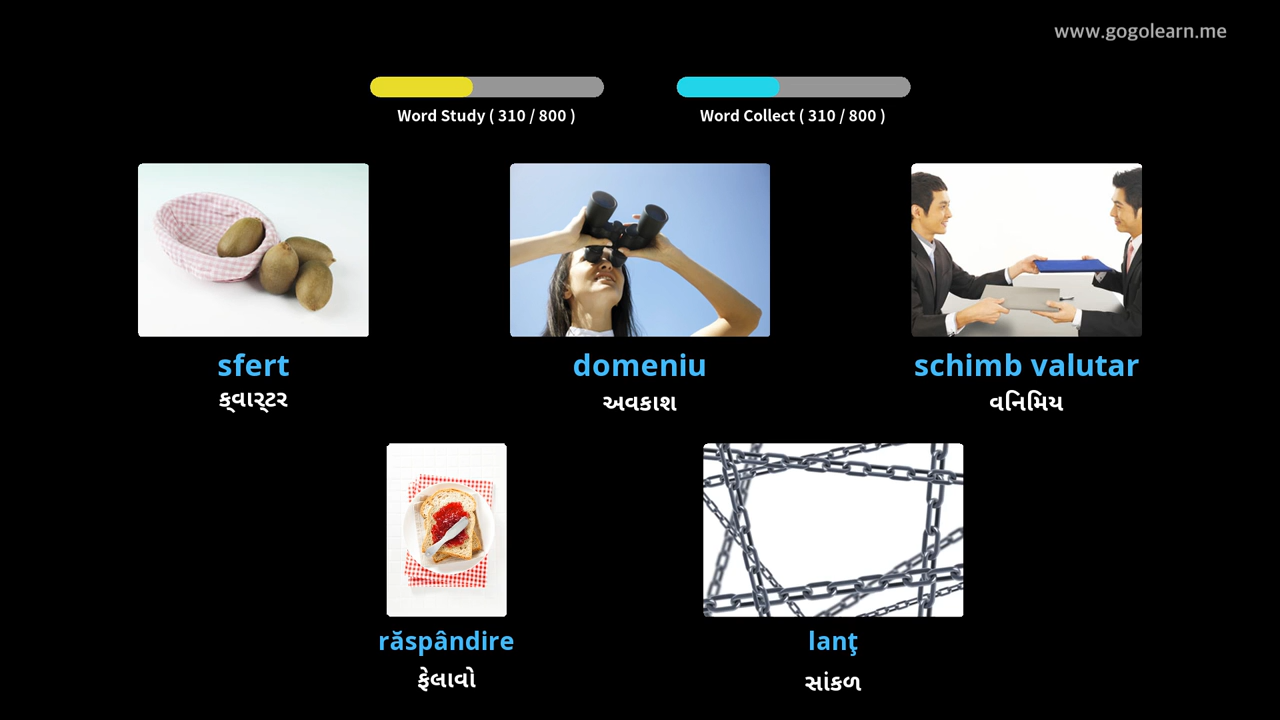 www.gogolearn.me
Word Study ( 310 / 800 )
Word Collect ( 310 / 800 )
sfert
ક્વાર્ટર
domeniu
અવકાશ
schimb valutar
વનિમિય
răspândire
ફેલાવો
lanţ
સાંકળ